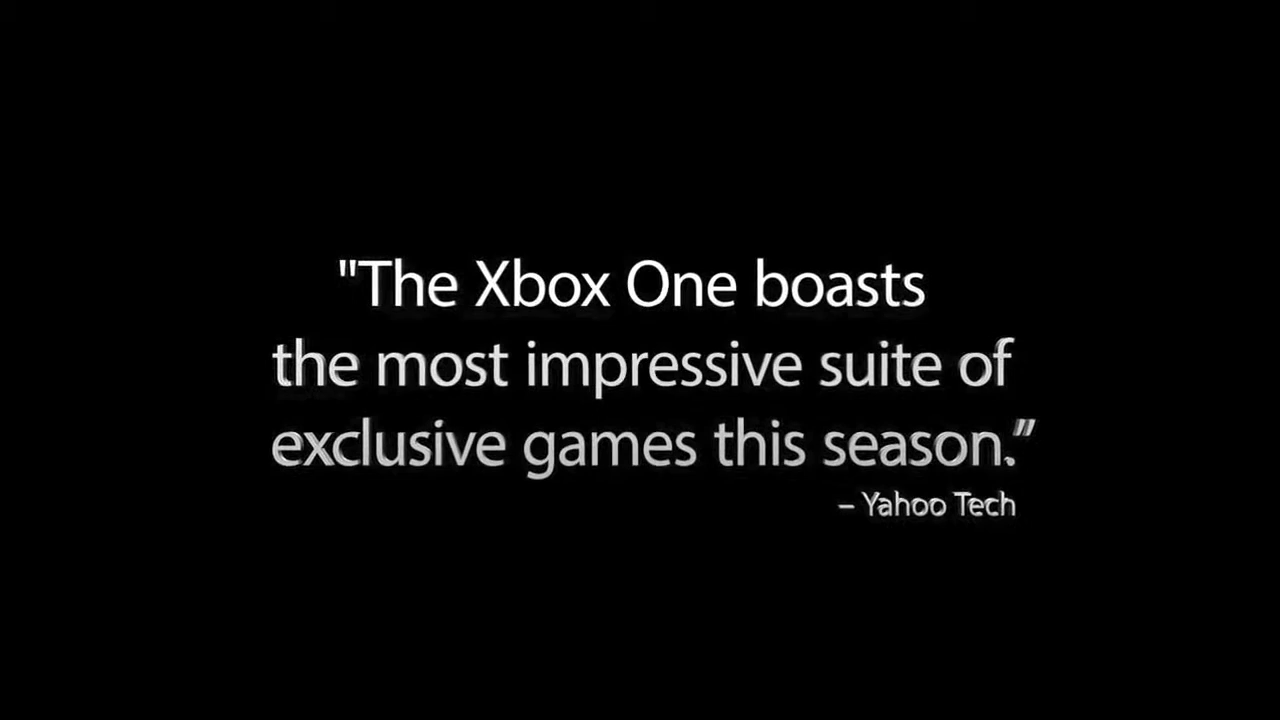 "The Xbox One boasts
the most impressive suite of
exclusive games this season.”
– Yahoo Tech